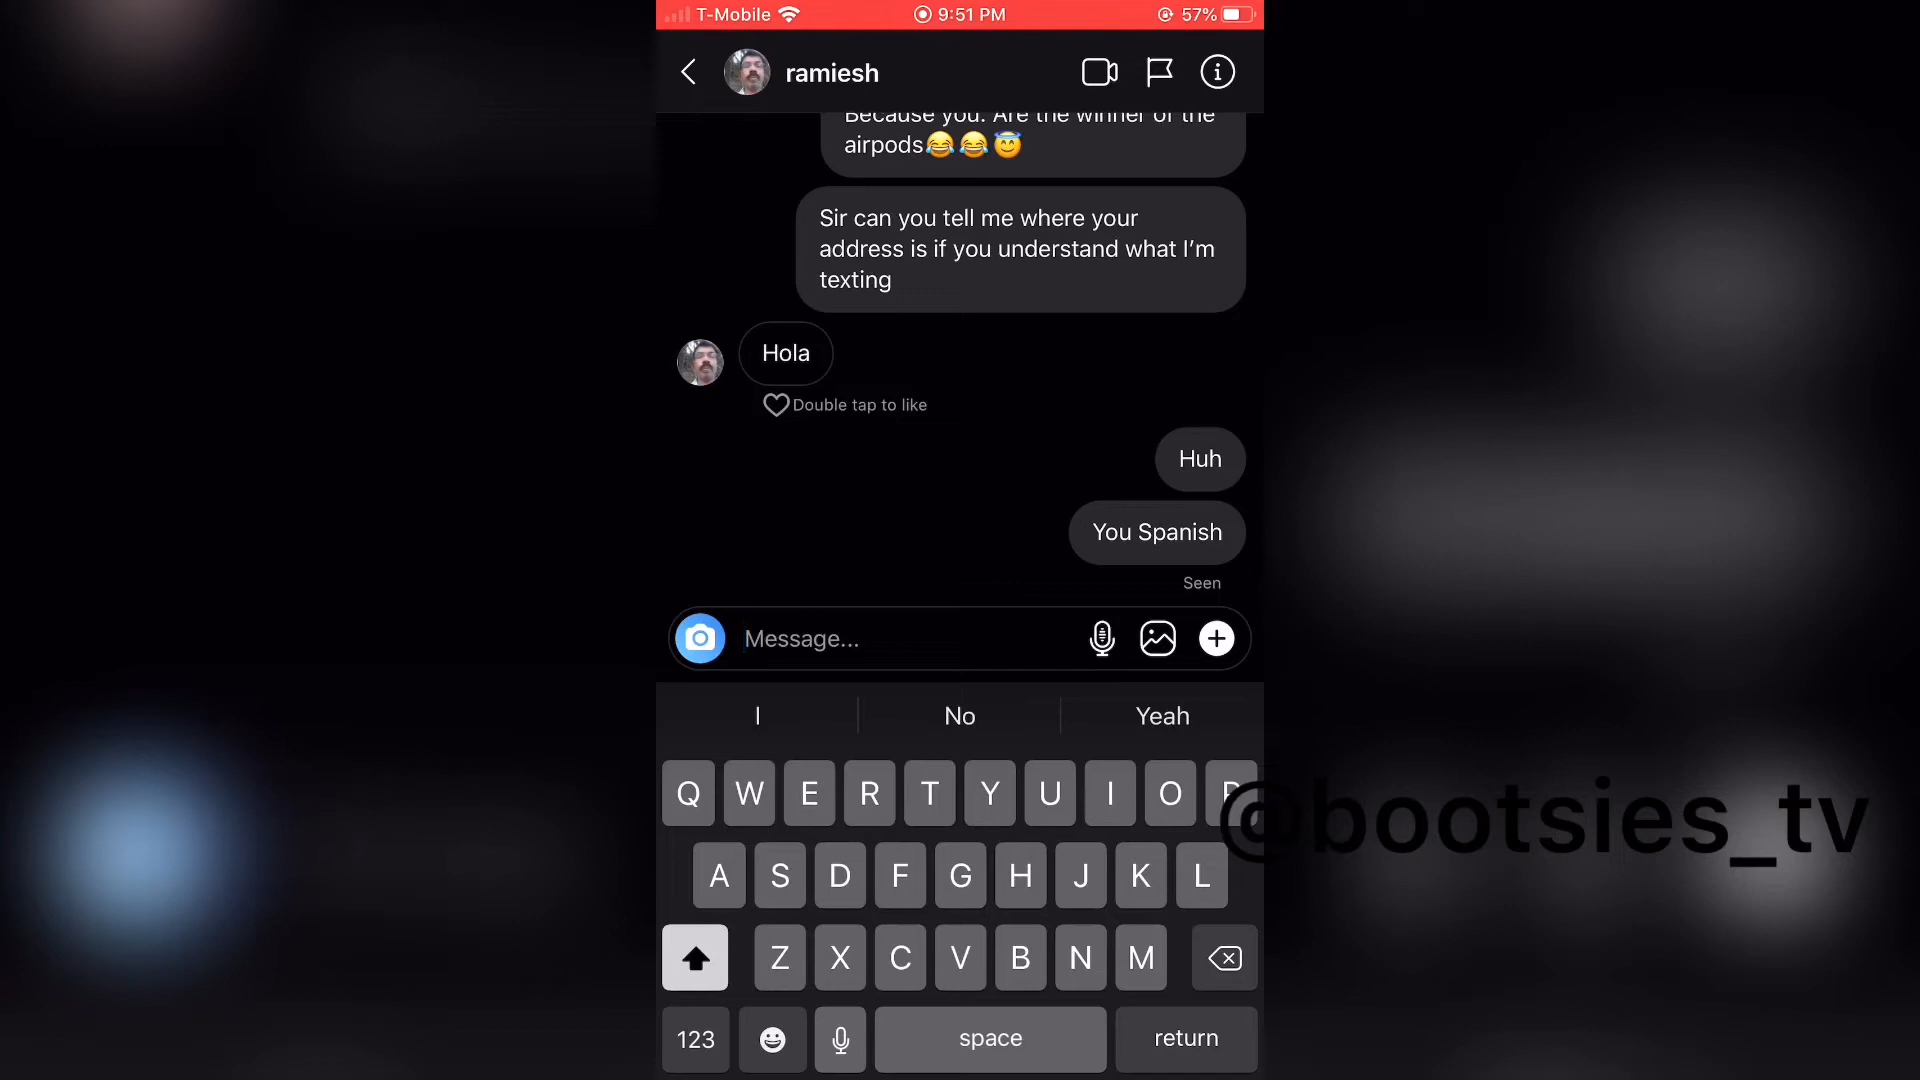 T-Mobile 9:51 PM 57%
ramiesh
Because you. Are the winner of the
airpods😂😂😇
Sir can you tell me where your
address is if you understand what I’m
texting
Hola
Double tap to like
Huh
You Spanish
Seen
Message...
I No Yeah
Q W E R T Y U I O P
@bootsies_tv
A S D F G H J K L
Z X C V B N M
123 space return